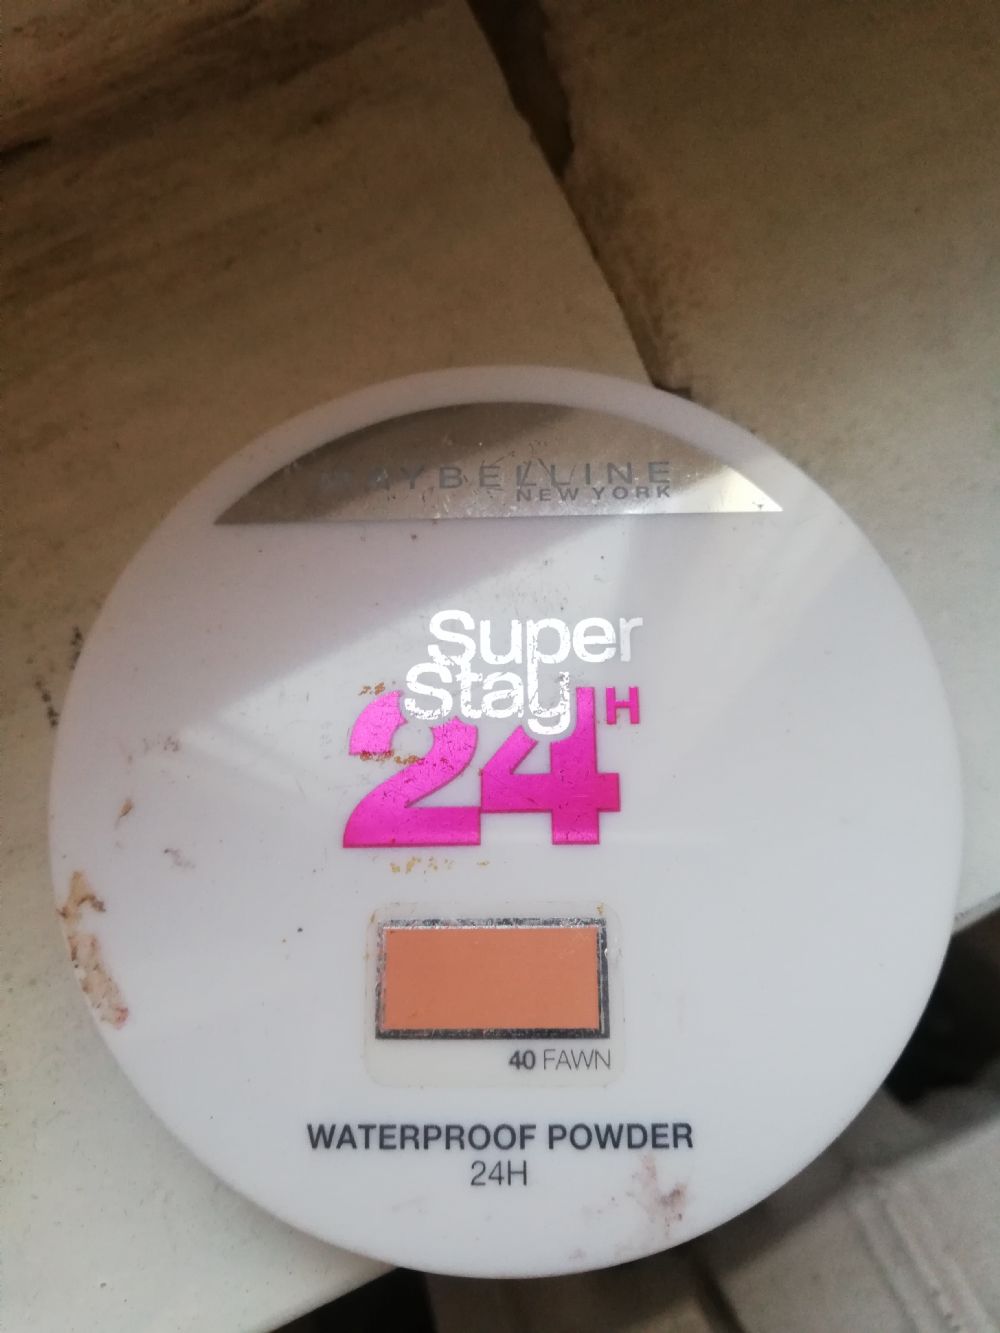 MAYBELLINE
NEW YORK
Super
Stay
24H
40 FAWN
WATERPROOF POWDER
24H